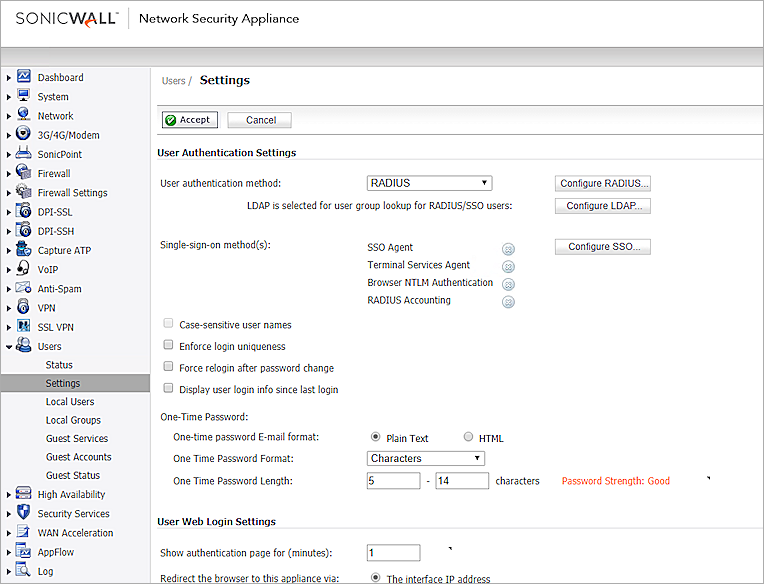 SONICWALL Network Security Appliance
Dashboard
System
Network
3G/4G/Modem
SonicPoint
Firewall
Firewall Settings
DPI-SSL
DPI-SSH
Capture ATP
VoIP
Anti-Spam
VPN
SSL VPN
Users
Status
Settings
Local Users
Local Groups
Guest Services
Guest Accounts
Guest Status
High Availability
Security Services
WAN Acceleration
AppFlow
Log
Users / Settings
Accept Cancel
User Authentication Settings
User authentication method: RADIUS Configure RADIUS...
LDAP is selected for user group lookup for RADIUS/SSO users: Configure LDAP...
Single-sign-on method(s): SSO Agent Configure SSO...
Terminal Services Agent
Browser NTLM Authentication
RADIUS Accounting
Case-sensitive user names
Enforce login uniqueness
Force relogin after password change
Display user login info since last login
One-Time Password:
One-time password E-mail format: Plain Text HTML
One Time Password Format: Characters
One Time Password Length: 5 - 14 characters Password Strength: Good
User Web Login Settings
Show authentication page for (minutes): 1
Redirect the browser to this appliance via: The interface IP address